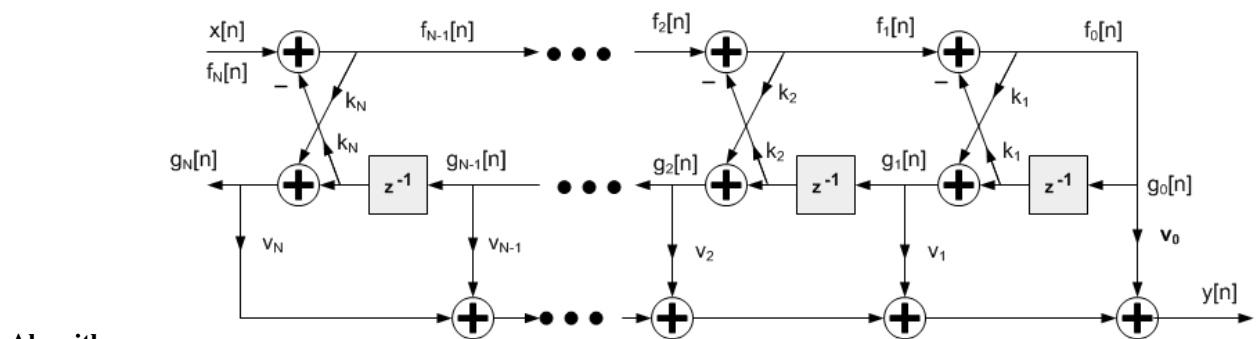 x[n]
f_N[n]
f_{N-1}[n]
f_2[n]
f_1[n]
f_0[n]
–
–
–
k_N
k_2
k_1
k_N
k_2
k_1
g_N[n]
z^{-1}
g_{N-1}[n]
g_2[n]
z^{-1}
g_1[n]
z^{-1}
g_0[n]
v_N
v_{N-1}
v_2
v_1
v_0
y[n]